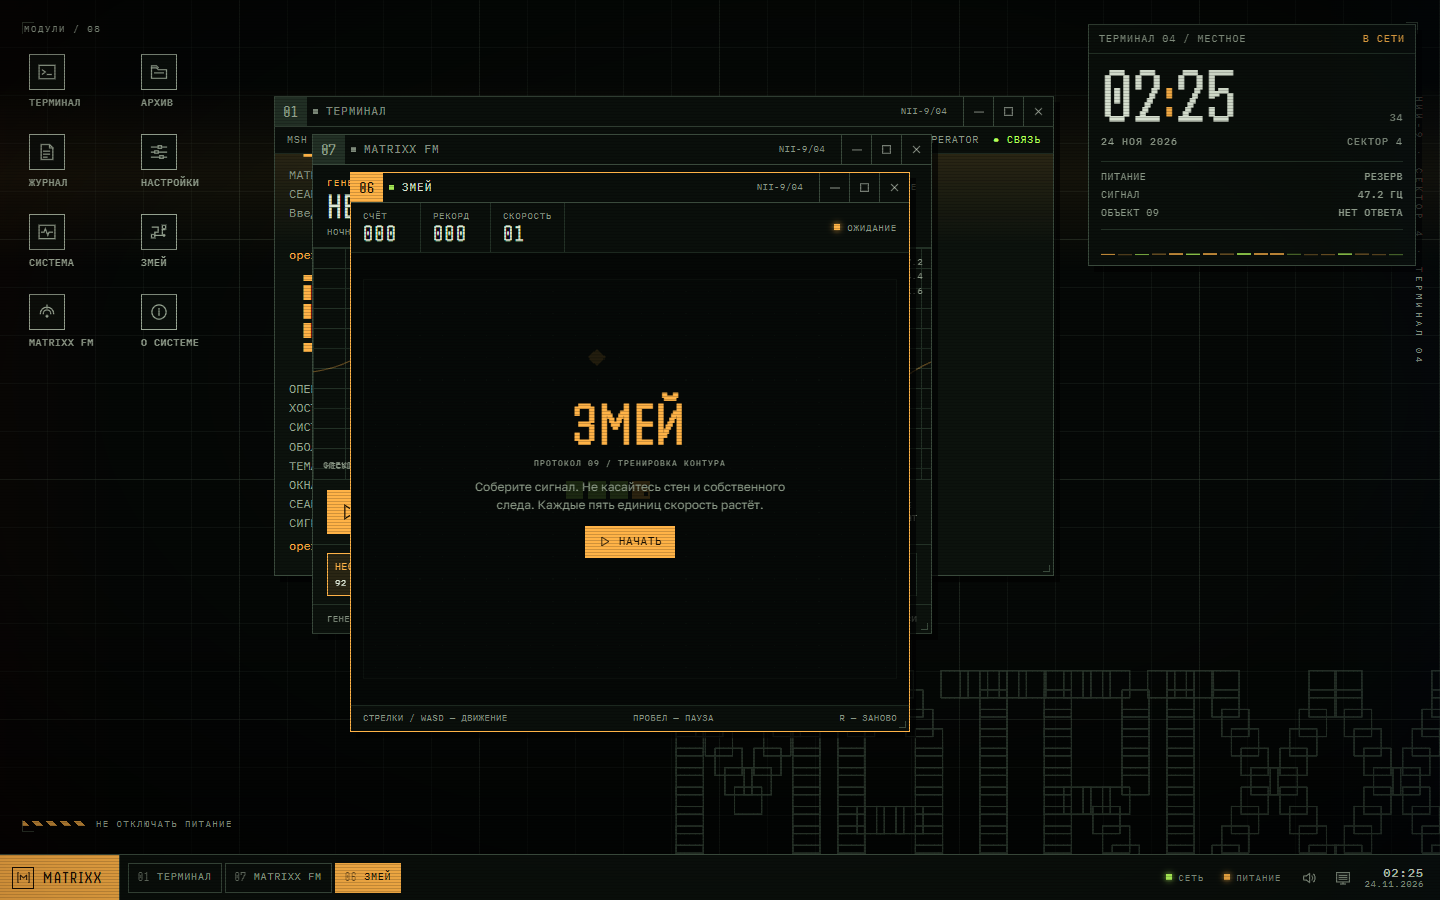 МОДУЛИ / 08
ТЕРМИНАЛ
АРХИВ
ЖУРНАЛ
НАСТРОЙКИ
СИСТЕМА
ЗМЕЙ
MATRIXX FM
О СИСТЕМЕ
01 ТЕРМИНАЛ
NII-9/04
MSH
PERATOR
СВЯЗЬ
07 MATRIXX FM
NII-9/04
06 ЗМЕЙ
NII-9/04
СЧЁТ
000
РЕКОРД
000
СКОРОСТЬ
01
ОЖИДАНИЕ
ЗМЕЙ
ПРОТОКОЛ 09 / ТРЕНИРОВКА КОНТУРА
Соберите сигнал. Не касайтесь стен и собственного
следа. Каждые пять единиц скорость растёт.
НАЧАТЬ
СТРЕЛКИ / WASD — ДВИЖЕНИЕ
ПРОБЕЛ — ПАУЗА
R — ЗАНОВО
ТЕРМИНАЛ 04 / МЕСТНОЕ
В СЕТИ
02:25
34
24 НОЯ 2026
СЕКТОР 4
ПИТАНИЕ
РЕЗЕРВ
СИГНАЛ
47.2 ГЦ
ОБЪЕКТ 09
НЕТ ОТВЕТА
ТЕРМИНАЛ 04
НЕ ОТКЛЮЧАТЬ ПИТАНИЕ
MATRIXX
01 ТЕРМИНАЛ
07 MATRIXX FM
06 ЗМЕЙ
СЕТЬ
ПИТАНИЕ
02:25
24.11.2026